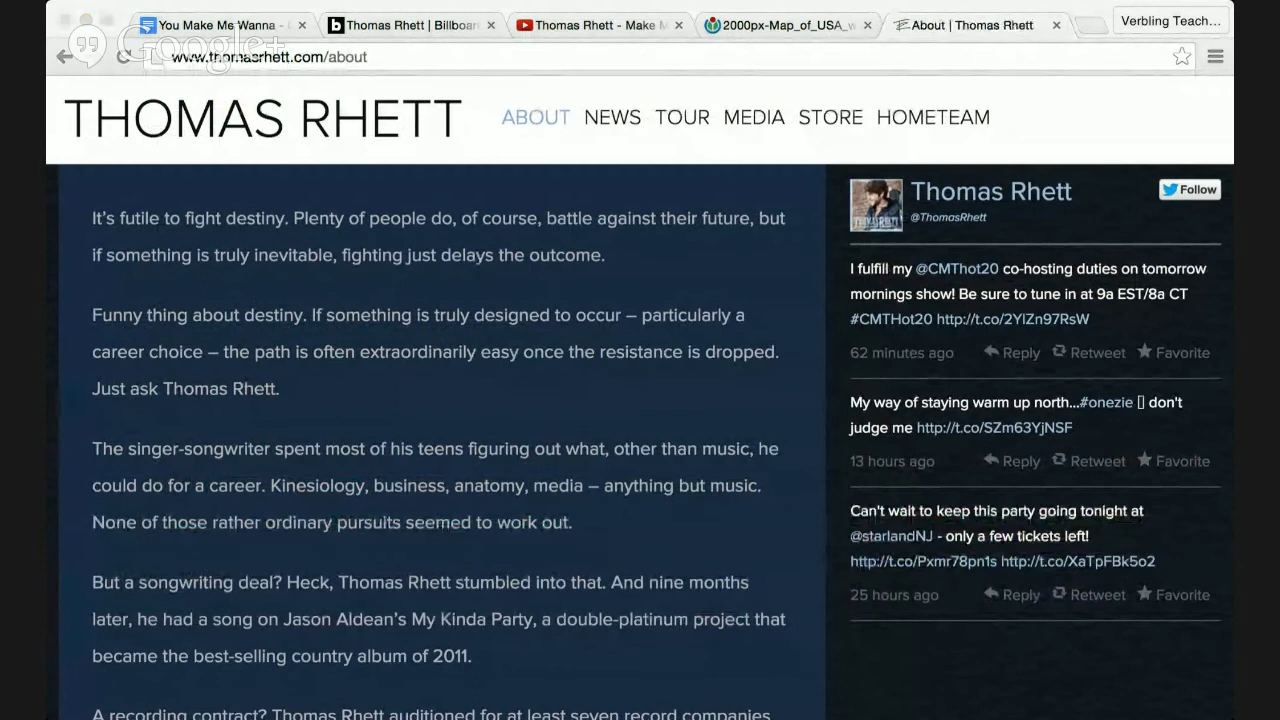 You Make Me Wanna -
Thomas Rhett | Billboar
Thomas Rhett - Make M
2000px-Map_of_USA_
About | Thomas Rhett
Verbling Teach...
Google+
www.thomasrhett.com/about
THOMAS RHETT
ABOUT NEWS TOUR MEDIA STORE HOMETEAM
It's futile to fight destiny. Plenty of people do, of course, battle against their future, but
if something is truly inevitable, fighting just delays the outcome.
Funny thing about destiny. If something is truly designed to occur – particularly a
career choice – the path is often extraordinarily easy once the resistance is dropped.
Just ask Thomas Rhett.
The singer-songwriter spent most of his teens figuring out what, other than music, he
could do for a career. Kinesiology, business, anatomy, media – anything but music.
None of those rather ordinary pursuits seemed to work out.
But a songwriting deal? Heck, Thomas Rhett stumbled into that. And nine months
later, he had a song on Jason Aldean's My Kinda Party, a double-platinum project that
became the best-selling country album of 2011.
A recording contract? Thomas Rhett auditioned for at least seven record companies
Thomas Rhett
@ThomasRhett
Follow
I fulfill my @CMThot20 co-hosting duties on tomorrow
mornings show! Be sure to tune in at 9a EST/8a CT
#CMTHot20 http://t.co/2YlZn97RsW
62 minutes ago Reply Retweet Favorite
My way of staying warm up north...#onezie don't
judge me http://t.co/SZm63YjNSF
13 hours ago Reply Retweet Favorite
Can't wait to keep this party going tonight at
@starlandNJ - only a few tickets left!
http://t.co/Pxmr78pn1s http://t.co/XaTpFBk5o2
25 hours ago Reply Retweet Favorite